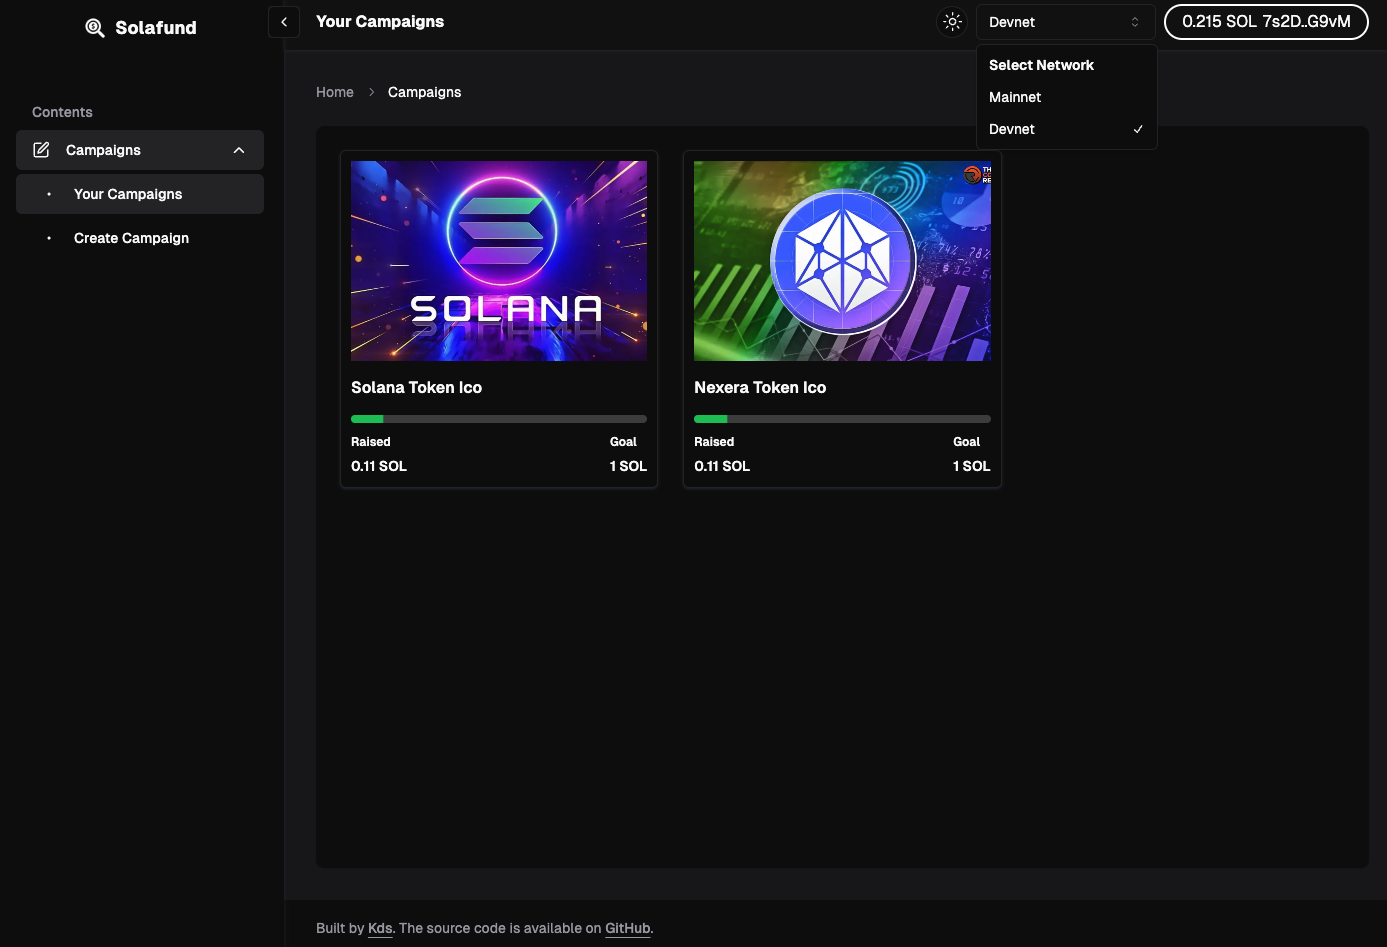 Solafund
Your Campaigns
Devnet
0.215 SOL 7s2D..G9vM
Select Network
Mainnet
Devnet
Home
Campaigns
Contents
Campaigns
Your Campaigns
Create Campaign
SOLANA
Solana Token Ico
Raised
Goal
0.11 SOL
1 SOL
Nexera Token Ico
Raised
Goal
0.11 SOL
1 SOL
Built by Kds. The source code is available on GitHub.